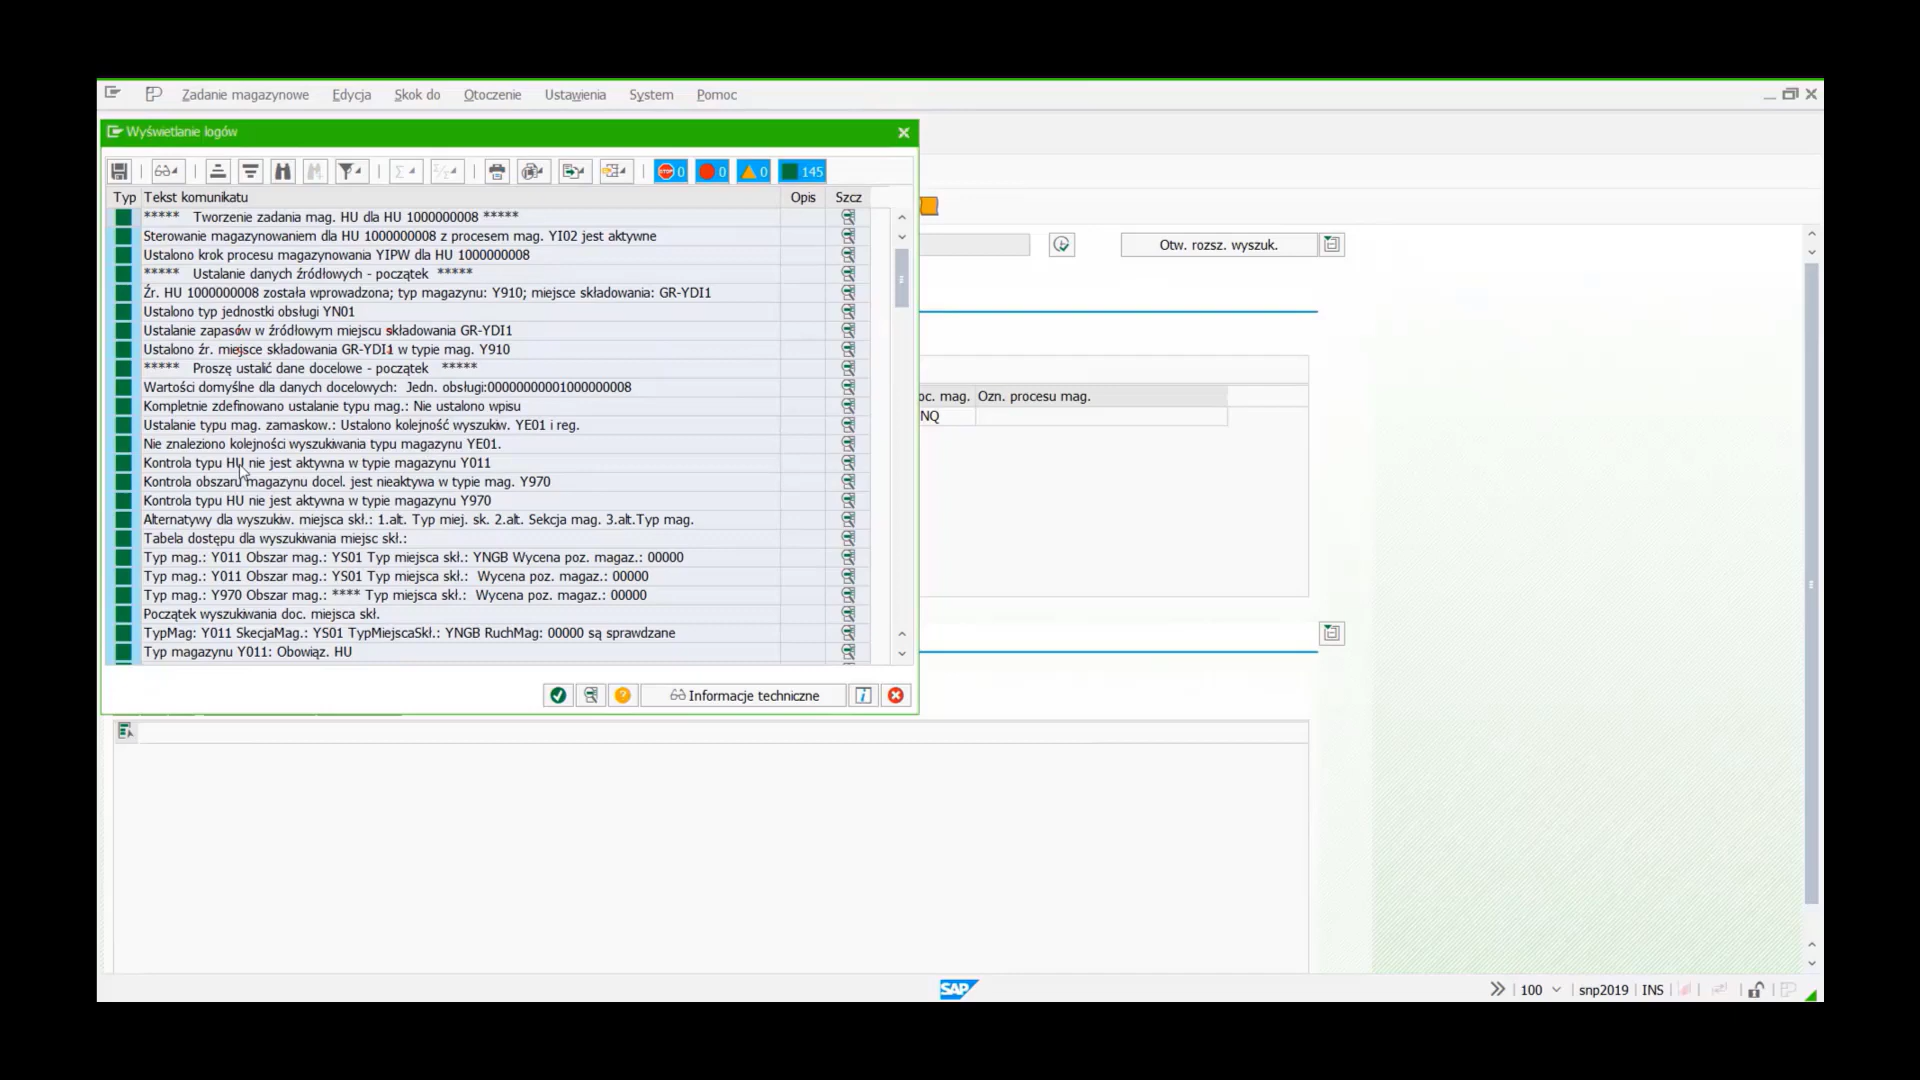 Zadanie magazynowe Edycja Skok do Otoczenie Ustawienia System Pomoc
Wyświetlanie logów
0 0 0 145
Typ Tekst komunikatu Opis Szcz
***** Tworzenie zadania mag. HU dla HU 1000000008 *****
Sterowanie magazynowaniem dla HU 1000000008 z procesem mag. YI02 jest aktywne
Ustalono krok procesu magazynowania YIPW dla HU 1000000008
***** Ustalanie danych źródłowych - początek *****
Źr. HU 1000000008 została wprowadzona; typ magazynu: Y910; miejsce składowania: GR-YDI1
Ustalono typ jednostki obsługi YN01
Ustalanie zapasów w źródłowym miejscu składowania GR-YDI1
Ustalono źr. miejsce składowania GR-YDI1 w typie mag. Y910
***** Proszę ustalić dane docelowe - początek *****
Wartości domyślne dla danych docelowych: Jedn. obsługi:00000000001000000008
Kompletnie zdefinowano ustalanie typu mag.: Nie ustalono wpisu
Ustalanie typu mag. zamaskow.: Ustalono kolejność wyszukiw. YE01 i reg.
Nie znaleziono kolejności wyszukiwania typu magazynu YE01.
Kontrola typu HU nie jest aktywna w typie magazynu Y011
Kontrola obszaru magazynu docel. jest nieaktywa w typie mag. Y970
Kontrola typu HU nie jest aktywna w typie magazynu Y970
Alternatywy dla wyszukiw. miejsca skł.: 1.alt. Typ miej. sk. 2.alt. Sekcja mag. 3.alt.Typ mag.
Tabela dostępu dla wyszukiwania miejsc skł.:
Typ mag.: Y011 Obszar mag.: YS01 Typ miejsca skł.: YNGB Wycena poz. magaz.: 00000
Typ mag.: Y011 Obszar mag.: YS01 Typ miejsca skł.: Wycena poz. magaz.: 00000
Typ mag.: Y970 Obszar mag.: **** Typ miejsca skł.: Wycena poz. magaz.: 00000
Początek wyszukiwania doc. miejsca skł.
TypMag: Y011 SkecjaMag.: YS01 TypMiejscaSkł.: YNGB RuchMag: 00000 są sprawdzane
Typ magazynu Y011: Obowiąz. HU
Informacje techniczne
Otw. rozsz. wyszuk.
oc. mag. Ozn. procesu mag.
NQ
SAP
100 snp2019 INS